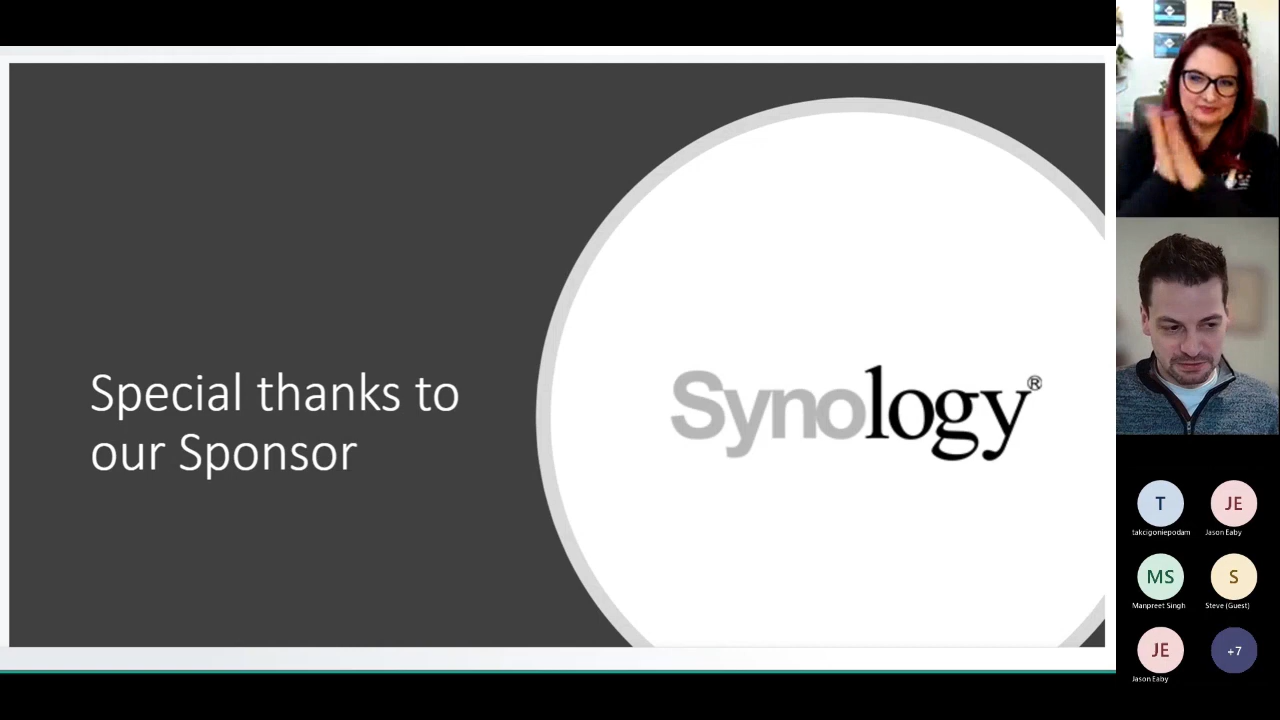 Special thanks to
our Sponsor
Synology®
T
takcigoniepodam
JE
Jason Eaby
MS
Manpreet Singh
S
Steve (Guest)
JE
Jason Eaby
+7